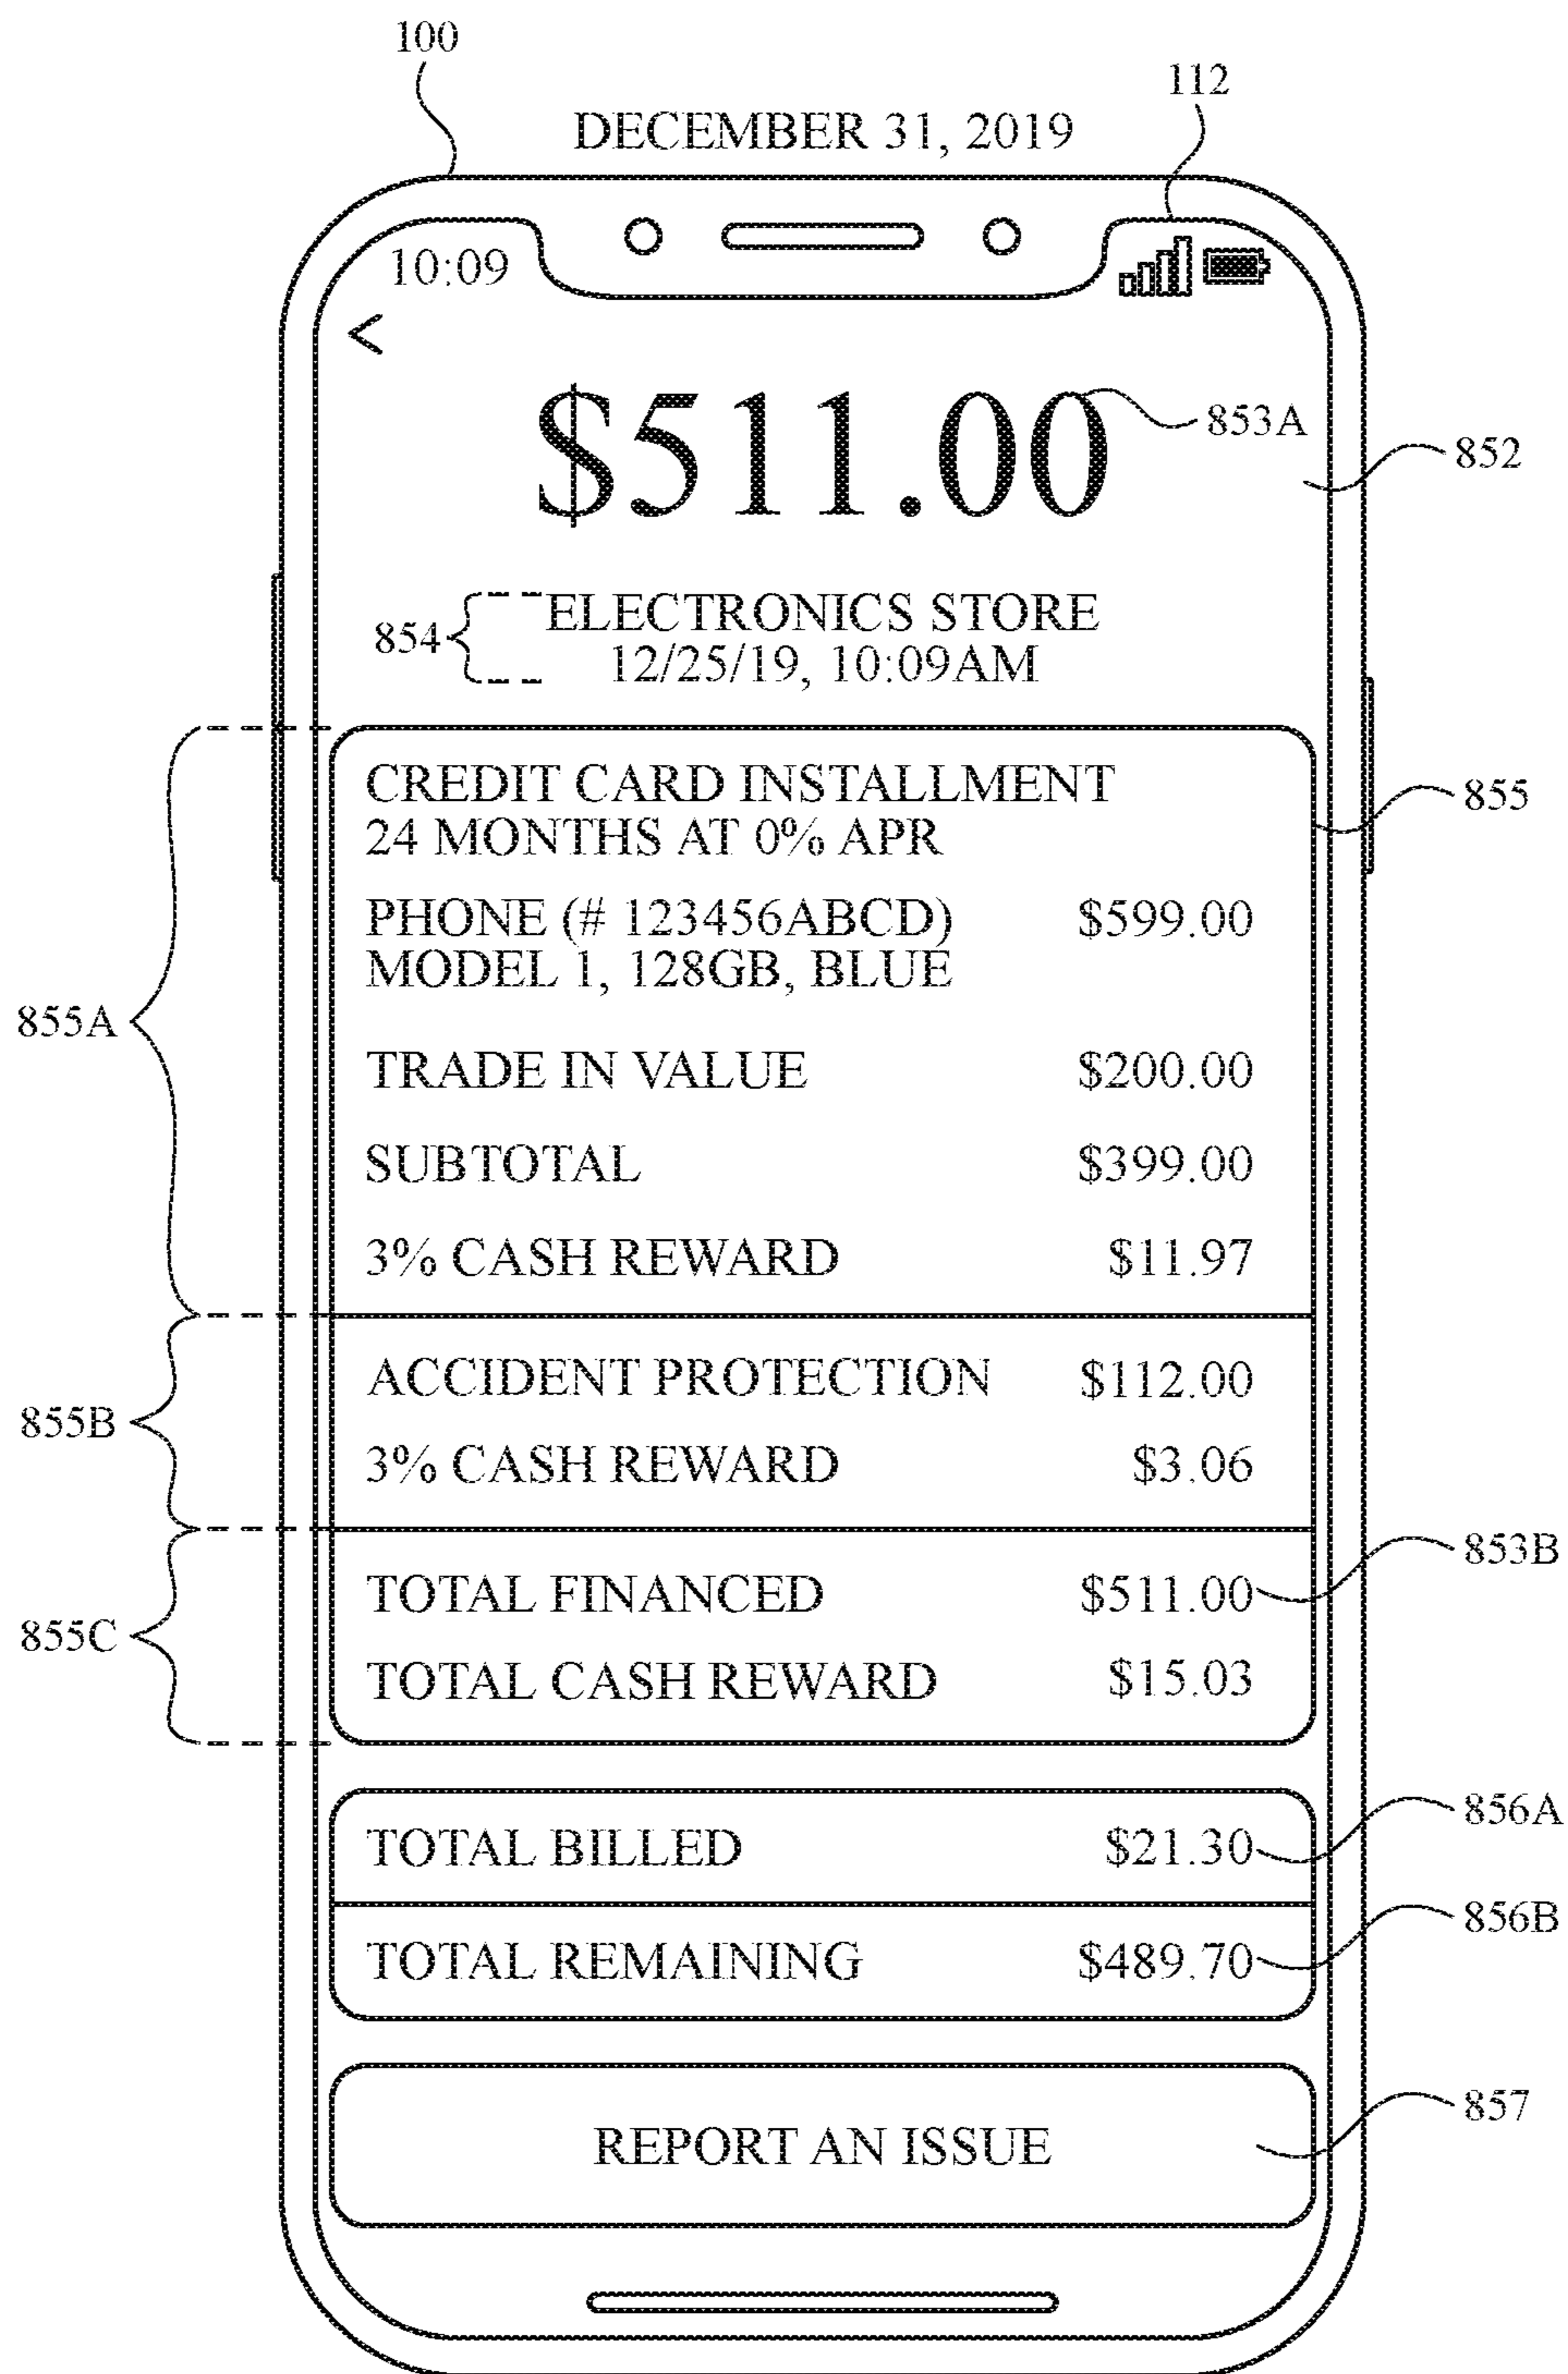 100
112
DECEMBER 31, 2019
10:09
<
$511.00
853A
852
854
ELECTRONICS STORE
12/25/19, 10:09AM
CREDIT CARD INSTALLMENT
24 MONTHS AT 0% APR
855
PHONE (# 123456ABCD) $599.00
MODEL 1, 128GB, BLUE
855A
TRADE IN VALUE $200.00
SUBTOTAL $399.00
3% CASH REWARD $11.97
ACCIDENT PROTECTION $112.00
855B
3% CASH REWARD $3.06
853B
TOTAL FINANCED $511.00
855C
TOTAL CASH REWARD $15.03
856A
TOTAL BILLED $21.30
856B
TOTAL REMAINING $489.70
857
REPORT AN ISSUE